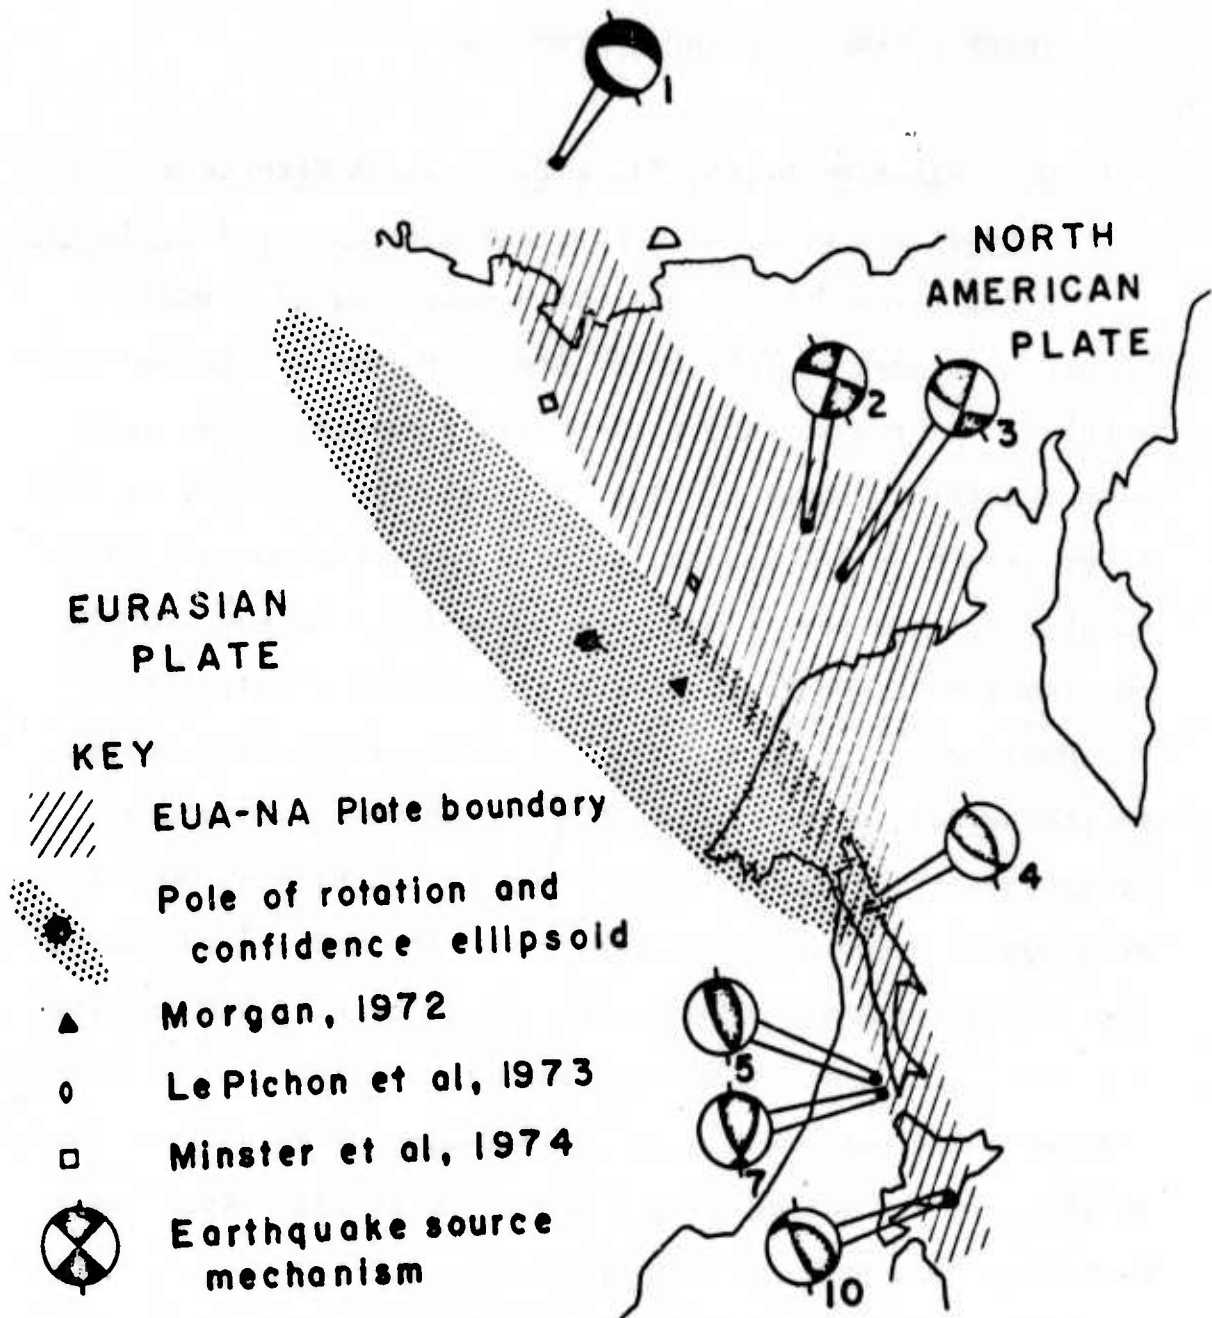 1
NORTH
AMERICAN
PLATE
2
3
EURASIAN
PLATE
KEY
EUA-NA Plate boundary
Pole of rotation and
confidence ellipsoid
Morgan, 1972
Le Pichon et al, 1973
Minster et al, 1974
Earthquake source
mechanism
4
5
7
10